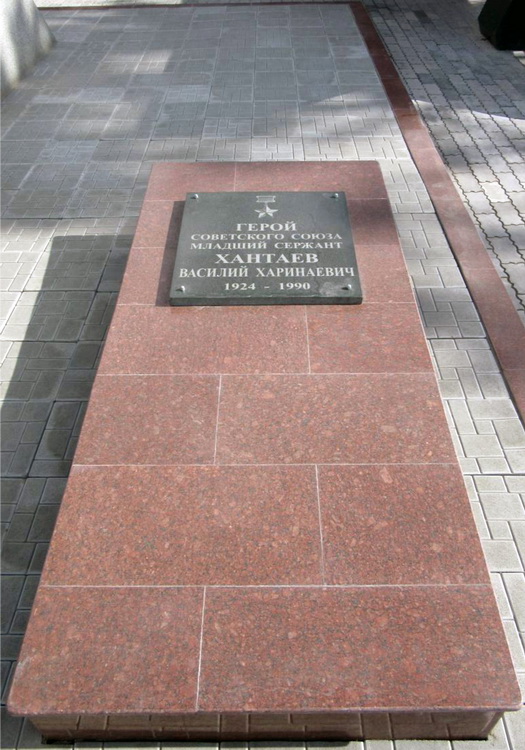 ГЕРОЙ
СОВЕТСКОГО СОЮЗА
МЛАДШИЙ СЕРЖАНТ
ХАНТАЕВ
ВАСИЛИЙ ХАРИНАЕВИЧ
1924 - 1990